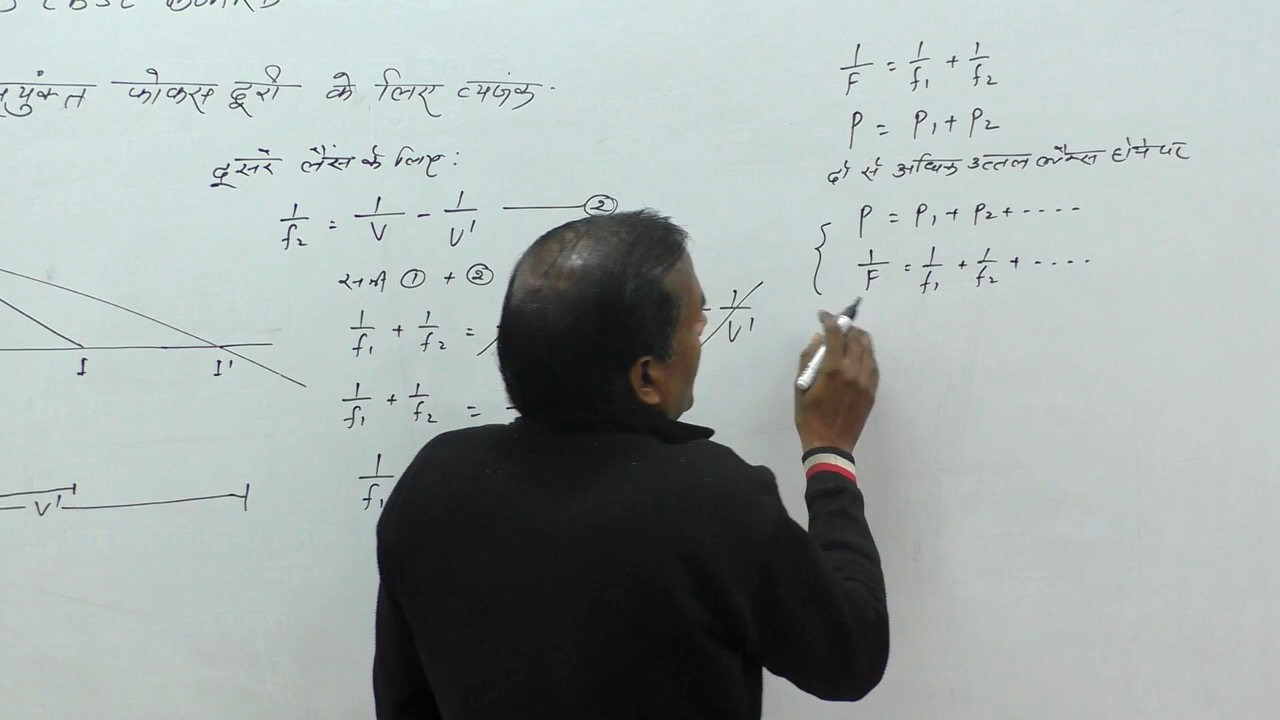 CBSE BOARD
संयुक्त फोकस दूरी के लिए व्यंजक.
दूसरे लैंस के लिए:
1/f₂ = 1/V - 1/V' —— ②
समी ① + ②
1/f₁ + 1/f₂ =
1/V'
1/f₁ + 1/f₂ =
1/f₁
I I'
V'
1/F = 1/f₁ + 1/f₂
P = P₁ + P₂
दो से अधिक उत्तल लैन्स होने पर
P = P₁ + P₂ + ----
1/F = 1/f₁ + 1/f₂ + ----